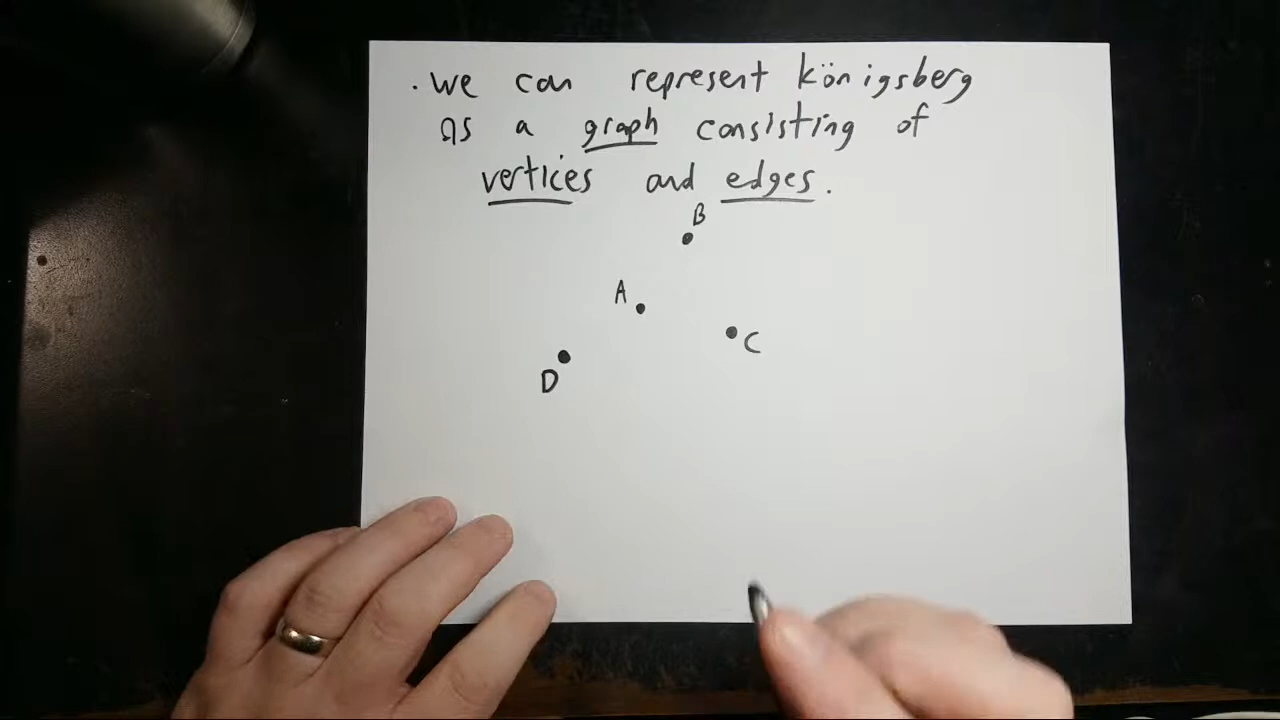 . we can represent Königsberg
as a graph consisting of
vertices and edges.
B
A
C
D